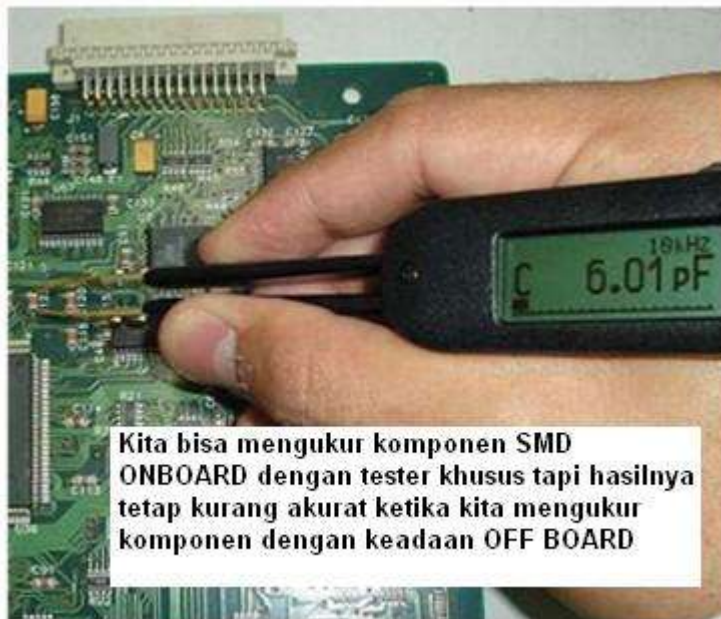 10kHz
C 6.01 pF
Kita bisa mengukur komponen SMD
ONBOARD dengan tester khusus tapi hasilnya
tetap kurang akurat ketika kita mengukur
komponen dengan keadaan OFF BOARD